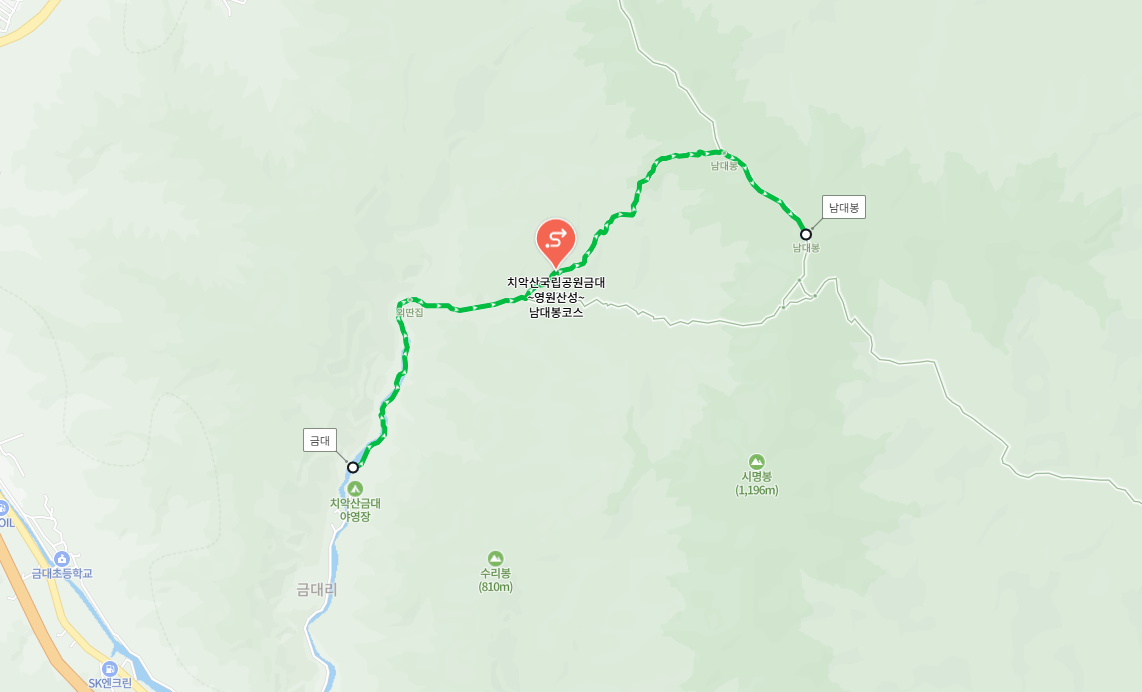 남대봉
남대봉
남대봉
치악산국립공원금대
~영원산성~
남대봉코스
외딴집
금대
치악산금대
야영장
시명봉
(1,196m)
OIL
금대초등학교
수리봉
(810m)
금대리
SK엔크린